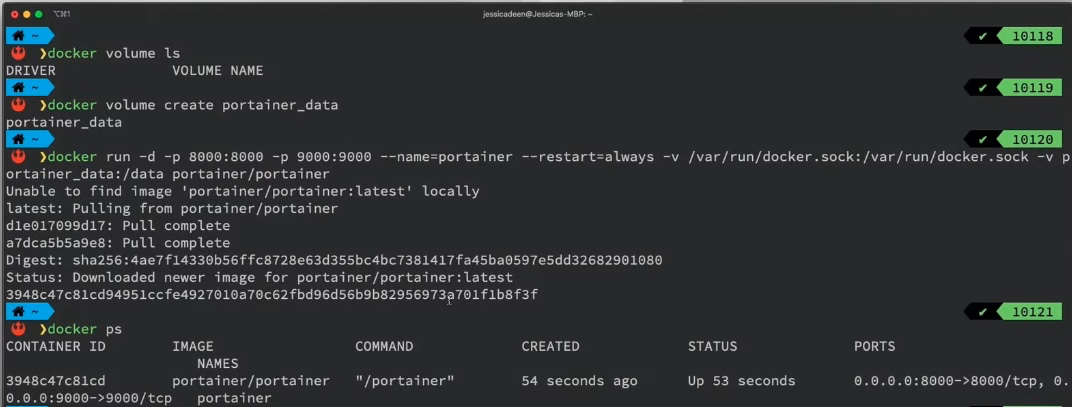 ⌥⌘1
jessicadeen@Jessicas-MBP: ~
~ ✔ 10118
❯docker volume ls
DRIVER VOLUME NAME
~ ✔ 10119
❯docker volume create portainer_data
portainer_data
~ ✔ 10120
❯docker run -d -p 8000:8000 -p 9000:9000 --name=portainer --restart=always -v /var/run/docker.sock:/var/run/docker.sock -v p
ortainer_data:/data portainer/portainer
Unable to find image 'portainer/portainer:latest' locally
latest: Pulling from portainer/portainer
d1e017099d17: Pull complete
a7dca5b5a9e8: Pull complete
Digest: sha256:4ae7f14330b56ffc8728e63d355bc4bc7381417fa45ba0597e5dd32682901080
Status: Downloaded newer image for portainer/portainer:latest
3948c47c81cd94951ccfe4927010a70c62fbd96d56b9b82956973a701f1b8f3f
~ ✔ 10121
❯docker ps
CONTAINER ID IMAGE COMMAND CREATED STATUS PORTS
NAMES
3948c47c81cd portainer/portainer "/portainer" 54 seconds ago Up 53 seconds 0.0.0.0:8000->8000/tcp, 0.
0.0.0:9000->9000/tcp portainer